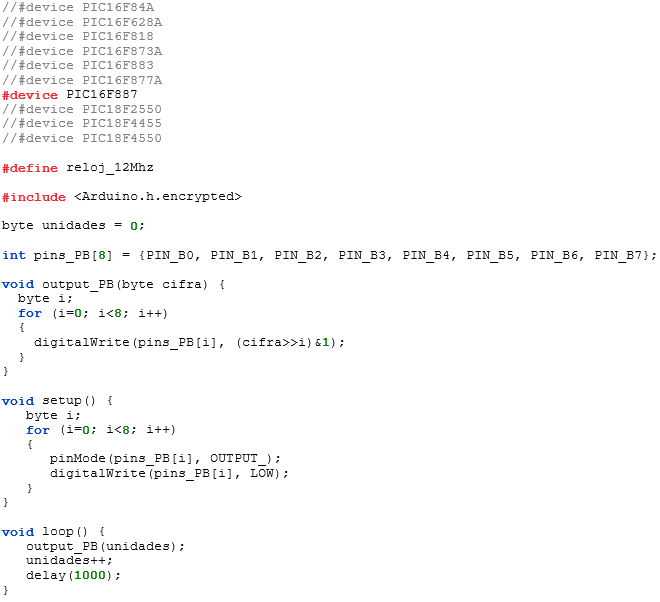 //#device PIC16F84A
//#device PIC16F628A
//#device PIC16F818
//#device PIC16F873A
//#device PIC16F883
//#device PIC16F877A
#device PIC16F887
//#device PIC18F2550
//#device PIC18F4455
//#device PIC18F4550

#define reloj_12Mhz

#include <Arduino.h.encrypted>

byte unidades = 0;

int pins_PB[8] = {PIN_B0, PIN_B1, PIN_B2, PIN_B3, PIN_B4, PIN_B5, PIN_B6, PIN_B7};

void output_PB(byte cifra) {
  byte i;
  for (i=0; i<8; i++)
  {
    digitalWrite(pins_PB[i], (cifra>>i)&1);
  }
}

void setup() {
   byte i;
   for (i=0; i<8; i++)
   {
      pinMode(pins_PB[i], OUTPUT_);
      digitalWrite(pins_PB[i], LOW);
   }
}

void loop() {
   output_PB(unidades);
   unidades++;
   delay(1000);
}